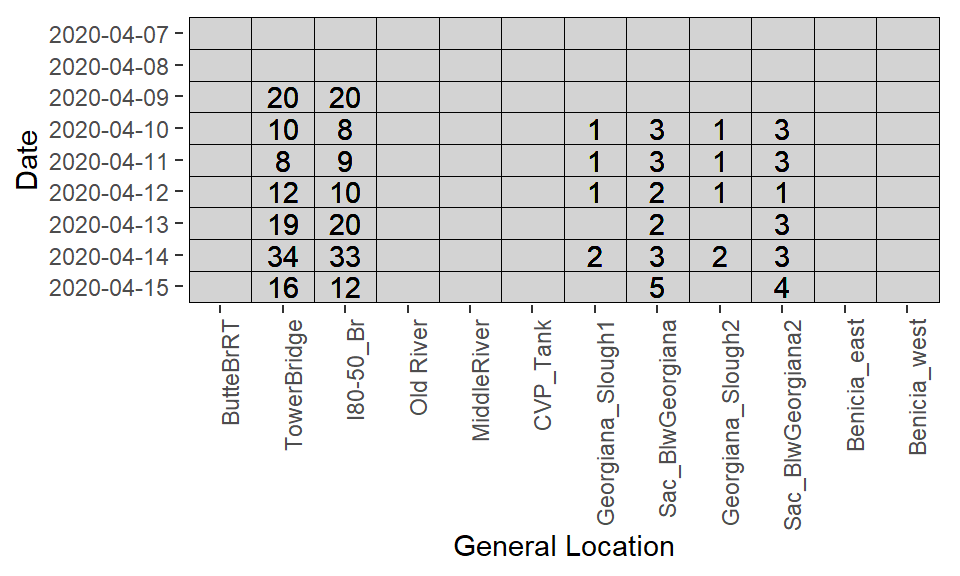 2020-04-07
2020-04-08
2020-04-09 20 20
2020-04-10 10 8 1 3 1 3
2020-04-11 8 9 1 3 1 3
2020-04-12 12 10 1 2 1 1
2020-04-13 19 20 2 3
2020-04-14 34 33 2 3 2 3
2020-04-15 16 12 5 4
Date
ButteBrRT
TowerBridge
I80-50_Br
Old River
MiddleRiver
CVP_Tank
Georgiana_Slough1
Sac_BlwGeorgiana
Georgiana_Slough2
Sac_BlwGeorgiana2
Benicia_east
Benicia_west
General Location